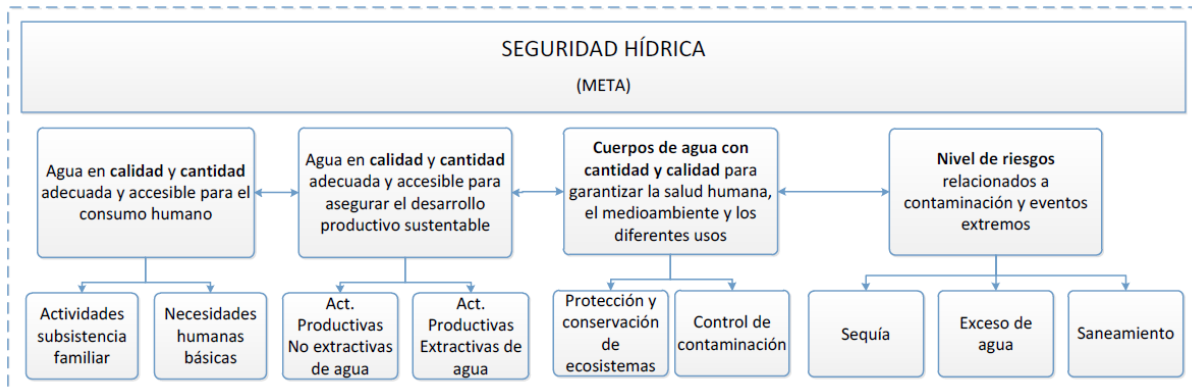 SEGURIDAD HÍDRICA
(META)
Agua en calidad y cantidad
adecuada y accesible para el
consumo humano
Agua en calidad y cantidad
adecuada y accesible para
asegurar el desarrollo
productivo sustentable
Cuerpos de agua con
cantidad y calidad para
garantizar la salud humana,
el medioambiente y los
diferentes usos
Nivel de riesgos
relacionados a
contaminación y eventos
extremos
Actividades
subsistencia
familiar
Necesidades
humanas
básicas
Act.
Productivas
No extractivas
de agua
Act.
Productivas
Extractivas de
agua
Protección y
conservación
de
ecosistemas
Control de
contaminación
Sequía
Exceso de
agua
Saneamiento